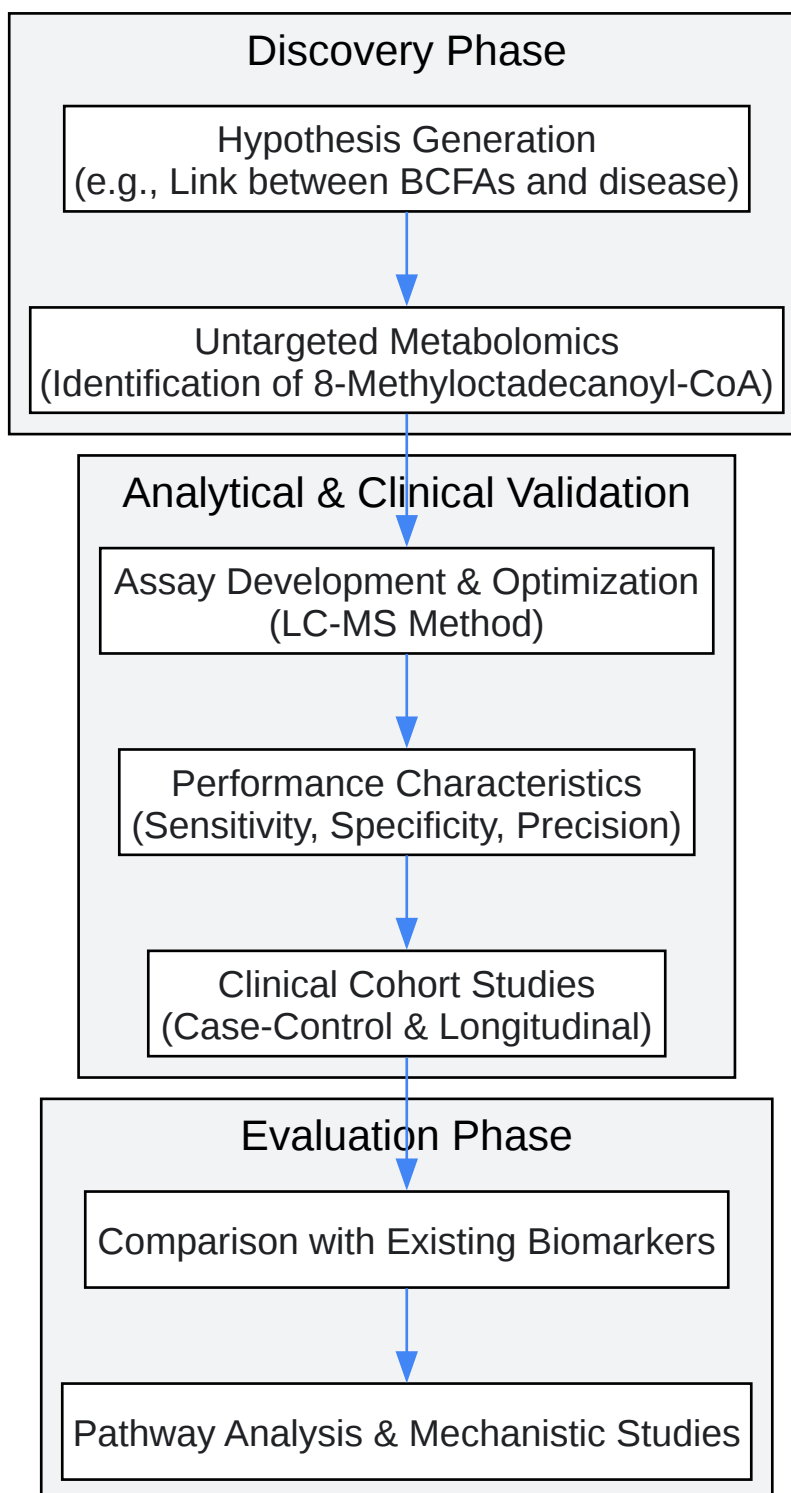 Discovery Phase
Hypothesis Generation
(e.g., Link between BCFAs and disease)
Untargeted Metabolomics
(Identification of 8-Methyloctadecanoyl-CoA)
Analytical & Clinical Validation
Assay Development & Optimization
(LC-MS Method)
Performance Characteristics
(Sensitivity, Specificity, Precision)
Clinical Cohort Studies
(Case-Control & Longitudinal)
Evaluation Phase
Comparison with Existing Biomarkers
Pathway Analysis & Mechanistic Studies